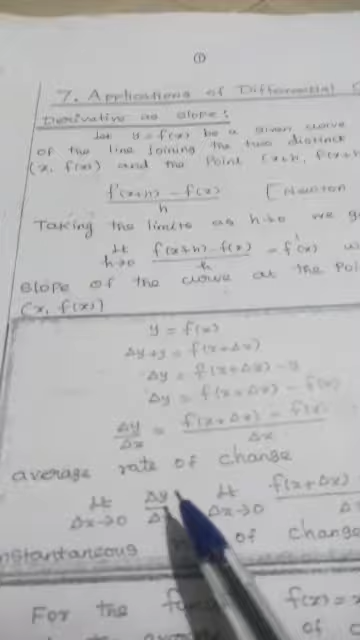 ①
7. Applications of Differential
Derivative as slope:
Let y = f(x) be a given curve
of the line joining the two distinct
(x, f(x)) and the Point (x+h, f(x+h)
f'(x+h) - f(x) / h [Newton
Taking the limits as h→0 we
lt h→0 f(x+h) - f(x) / h = f'(x)
slope of the curve at the
(x, f(x))
y = f(x)
Δy+y = f(x+Δx)
Δy = f(x+Δx) - y
Δy = f(x+Δx) - f(x)
Δy/Δx = f(x+Δx) - f(x) / Δx
average rate of change
lt Δx→0 Δy lt Δx→0 f(x+Δx)
of change
For the f(x) =